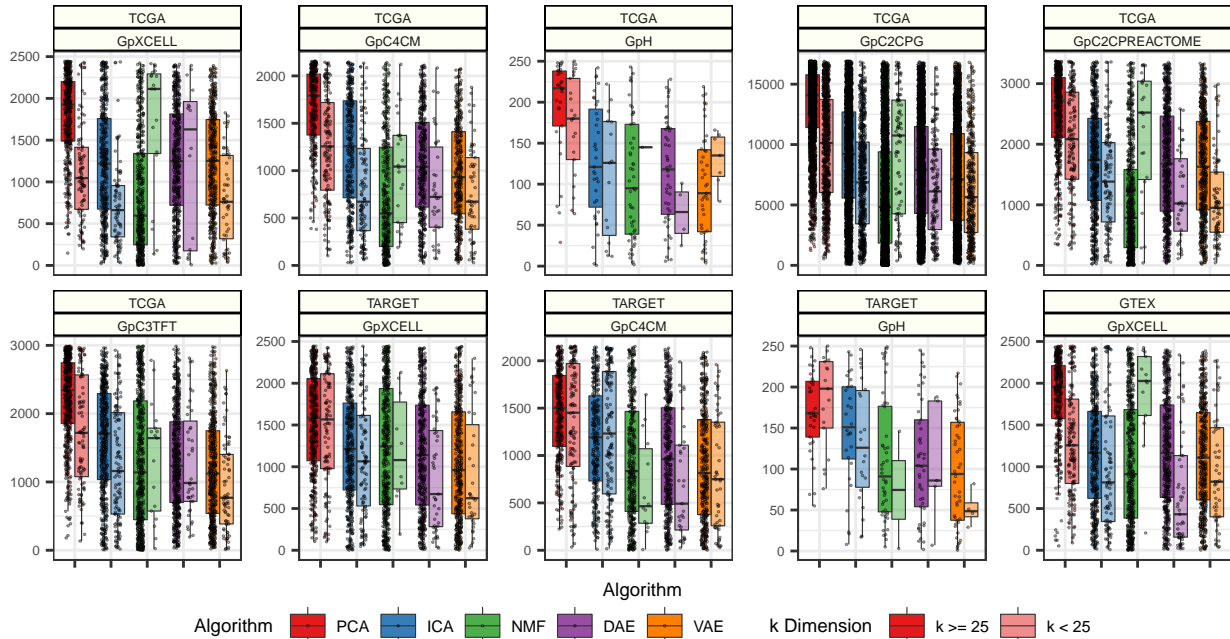 TCGA TCGA TCGA TCGA TCGA
GpXCELL GpC4CM GpH GpC2CPG GpC2CPREACTOME
2500 2000 1500 1000 500 0
2000 1500 1000 500 0
250 200 150 100 50 0
15000 10000 5000 0
3000 2000 1000 0
TCGA TARGET TARGET TARGET GTEX
GpC3TFT GpXCELL GpC4CM GpH GpXCELL
3000 2000 1000 0
2500 2000 1500 1000 500 0
2000 1500 1000 500 0
250 200 150 100 50 0
2500 2000 1500 1000 500 0
Algorithm
Algorithm PCA ICA NMF DAE VAE k Dimension k >= 25 k < 25